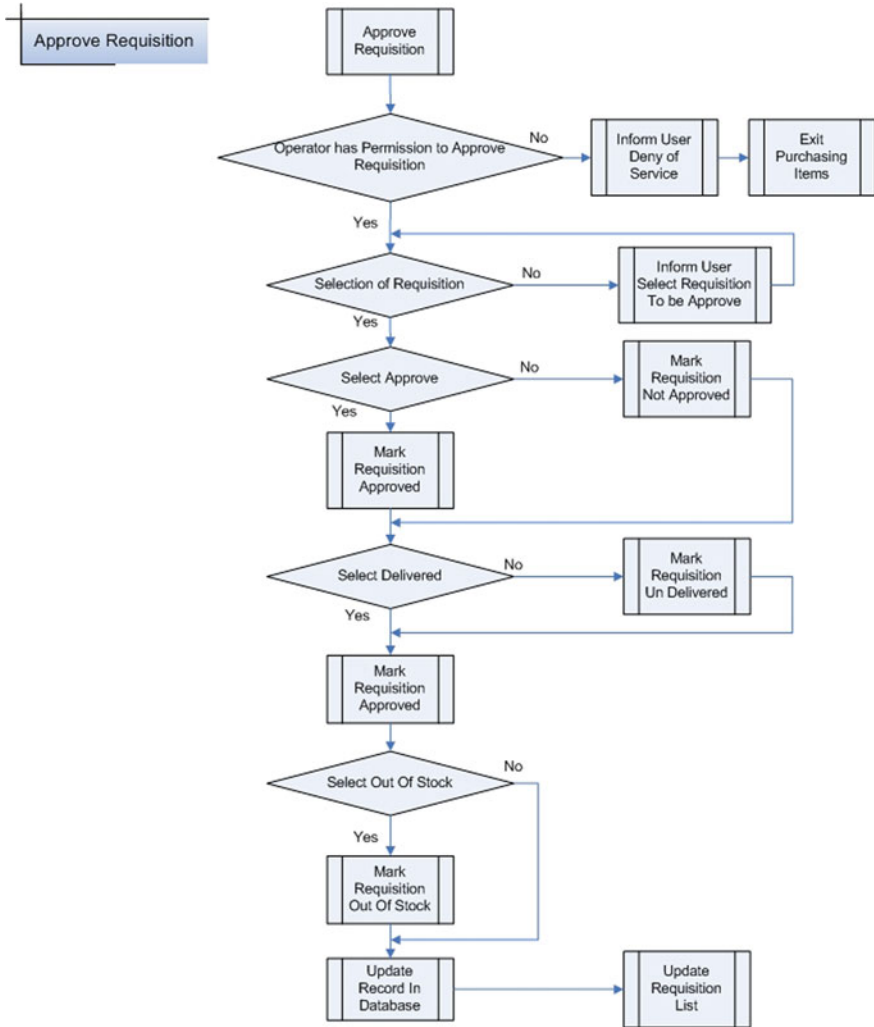 Approve Requisition
Approve
Requisition
Operator has Permission to Approve
Requisition
No
Inform User
Deny of
Service
Exit
Purchasing
Items
Yes
Selection of Requisition
No
Inform User
Select Requisition
To be Approve
Yes
Select Approve
No
Mark
Requisition
Not Approved
Yes
Mark
Requisition
Approved
Select Delivered
No
Mark
Requisition
Un Delivered
Yes
Mark
Requisition
Approved
Select Out Of Stock
No
Yes
Mark
Requisition
Out Of Stock
Update
Record In
Database
Update
Requisition
List